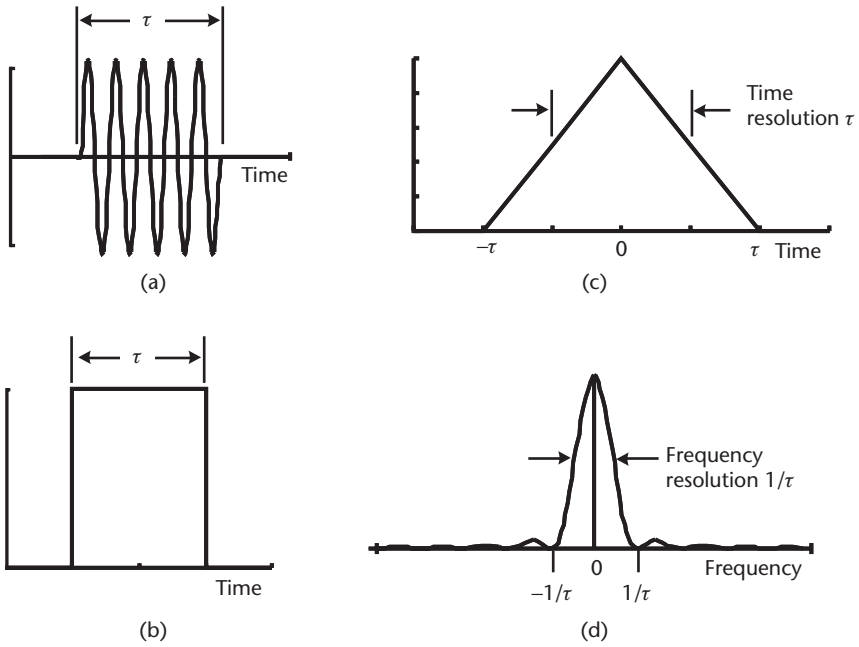 τ
Time
(a)
τ
Time
(b)
Time
resolution τ
−τ
0
τ
Time
(c)
Frequency
resolution 1/τ
0
Frequency
−1/τ
1/τ
(d)